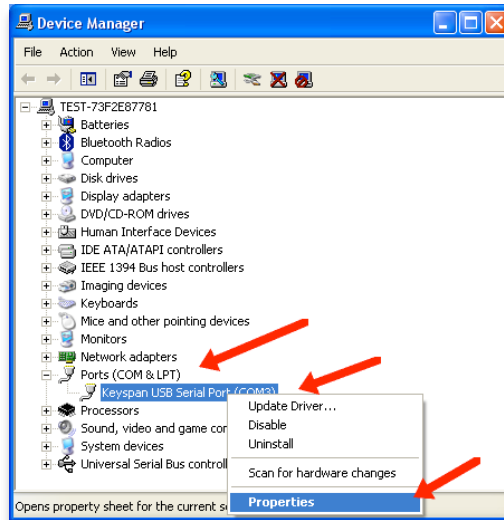 Device Manager
File Action View Help
TEST-73F2E87781
Batteries
Bluetooth Radios
Computer
Disk drives
Display adapters
DVD/CD-ROM drives
Human Interface Devices
IDE ATA/ATAPI controllers
IEEE 1394 Bus host controllers
Imaging devices
Keyboards
Mice and other pointing devices
Monitors
Network adapters
Ports (COM & LPT)
Keyspan USB Serial Port (COM3)
Processors
Sound, video and game con
System devices
Universal Serial Bus controll
Update Driver...
Disable
Uninstall
Scan for hardware changes
Properties
Opens property sheet for the current s